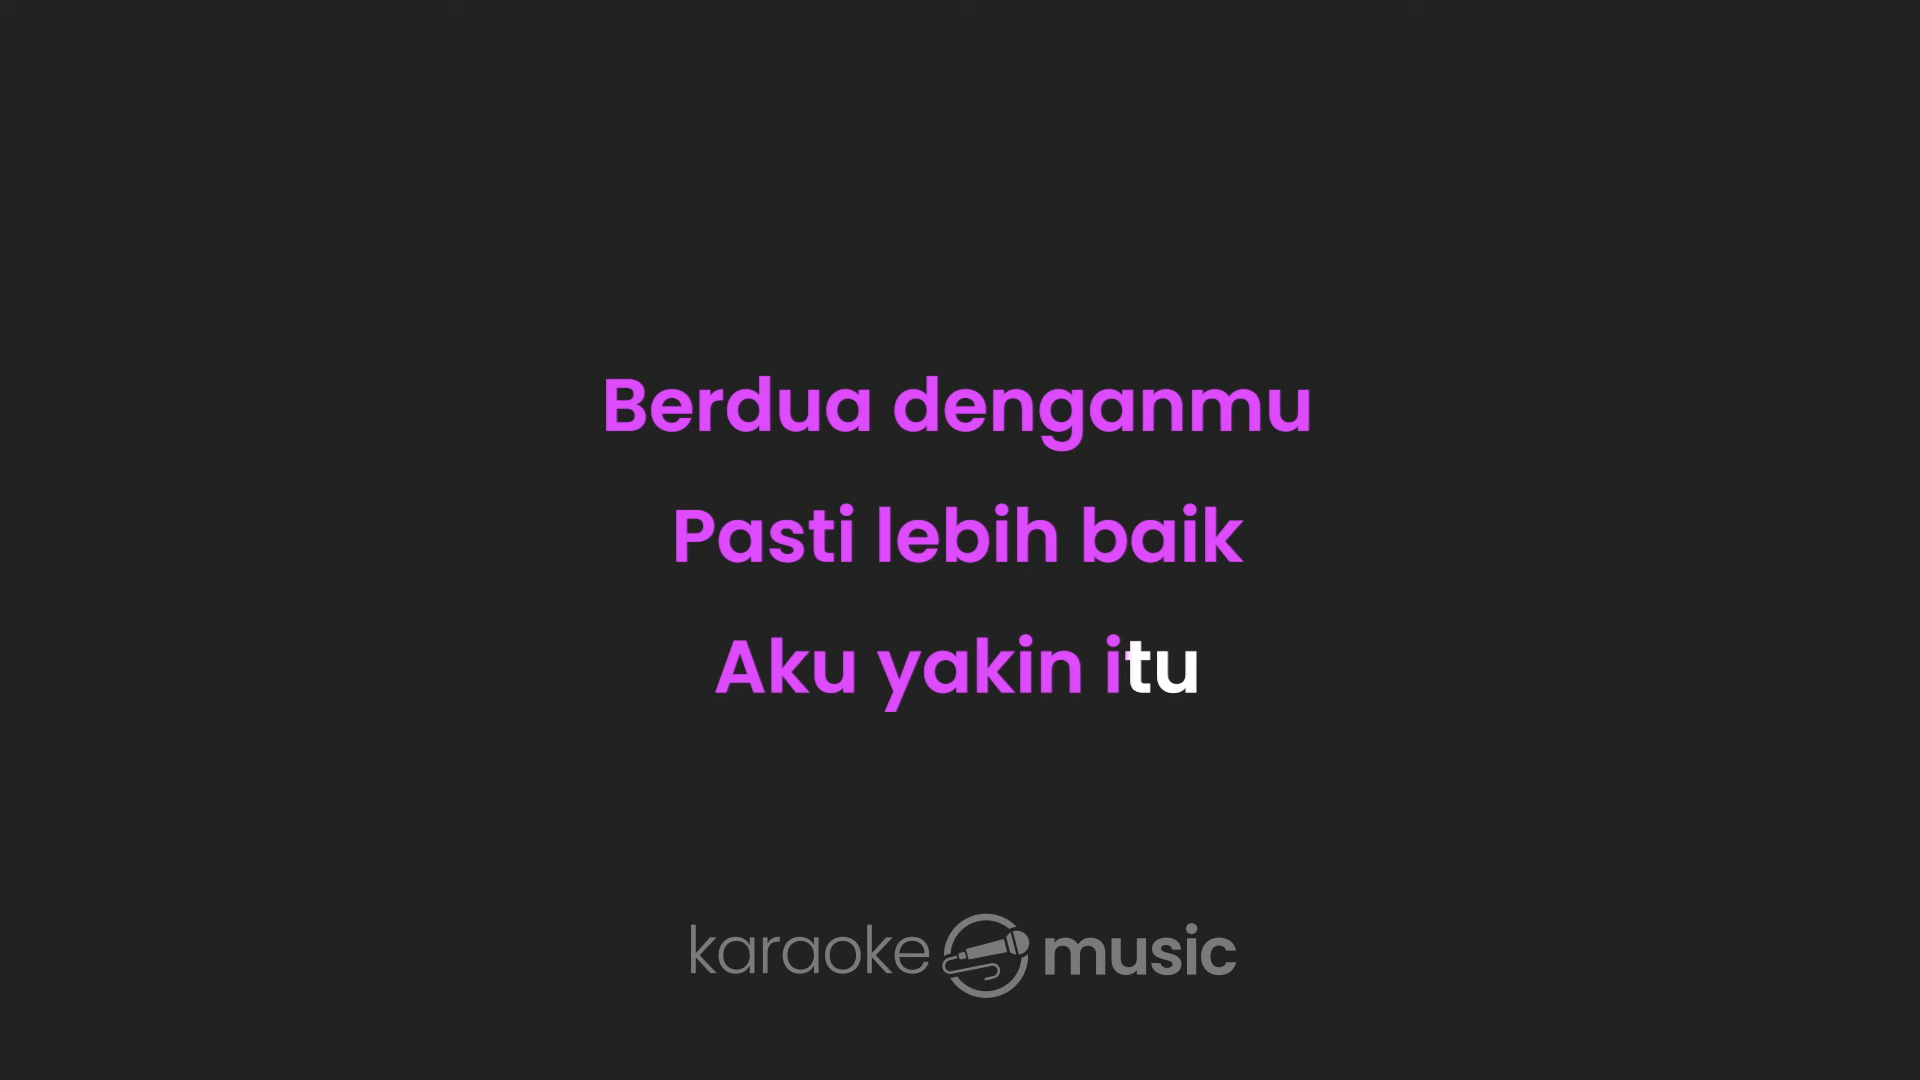 Berdua denganmu
Pasti lebih baik
Aku yakin itu
karaoke music